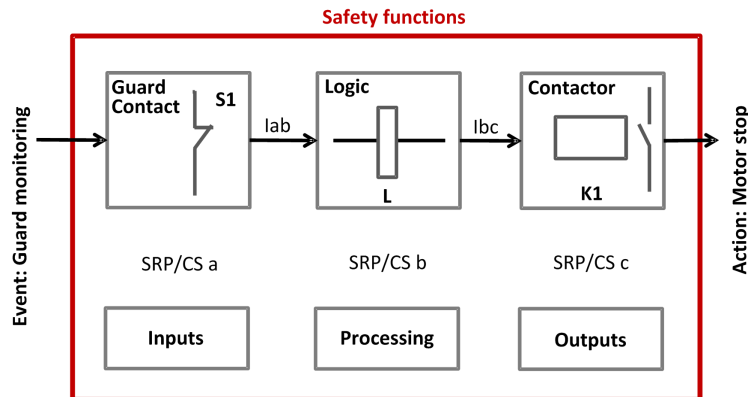 Safety functions
Event: Guard monitoring
Guard
Contact
S1
Iab
Logic
L
Ibc
Contactor
K1
Action: Motor stop
SRP/CS a
SRP/CS b
SRP/CS c
Inputs
Processing
Outputs